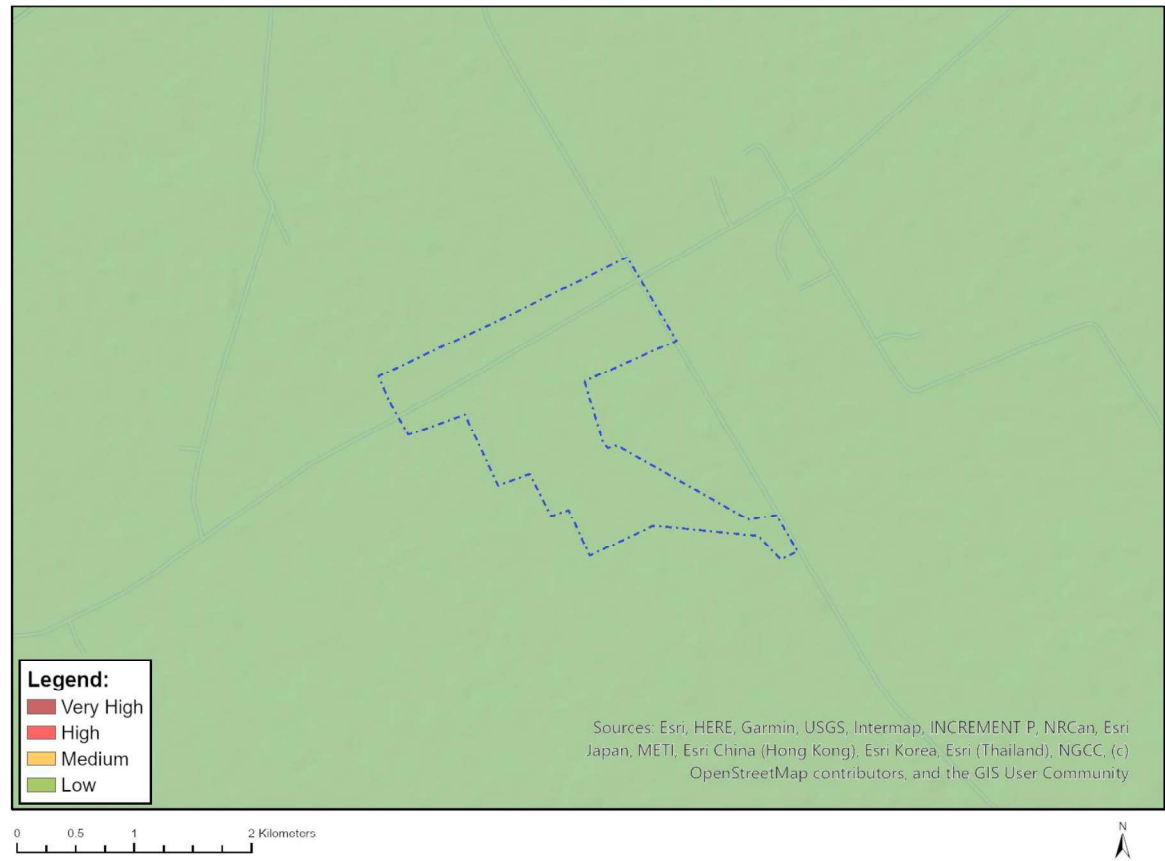 Legend:
Very High
High
Medium
Low
Sources: Esri, HERE, Garmin, USGS, Intermap, INCREMENT P, NRCan, Esri
Japan, METI, Esri China (Hong Kong), Esri Korea, Esri (Thailand), NGCC, (c)
OpenStreetMap contributors, and the GIS User Community
0 0.5 1 2 Kilometers
N